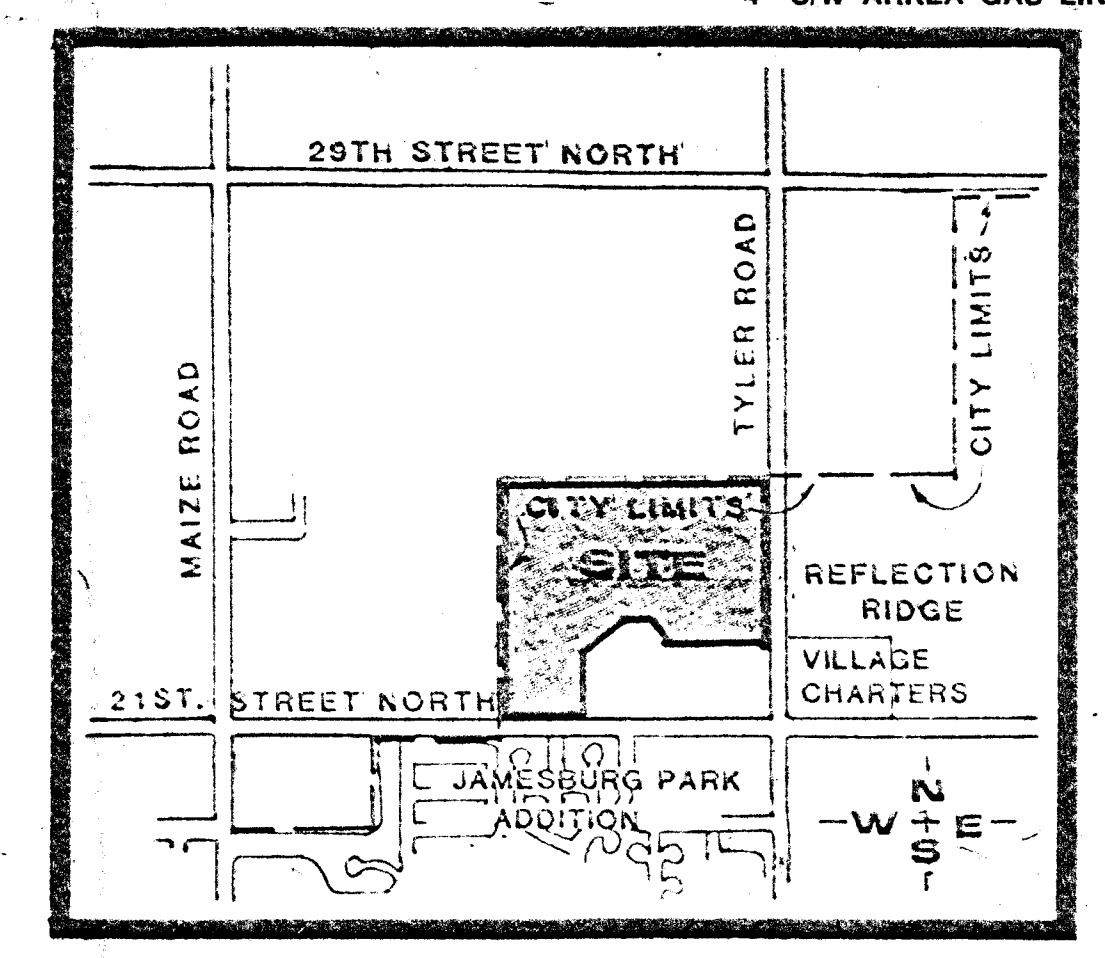 29TH STREET NORTH
TYLER ROAD
CITY LIMITS
MAIZE ROAD
CITY LIMITS
SITE
REFLECTION
RIDGE
VILLAGE
CHARTERS
21ST. STREET NORTH
JAMESBURG PARK
ADDITION
N
W E
S